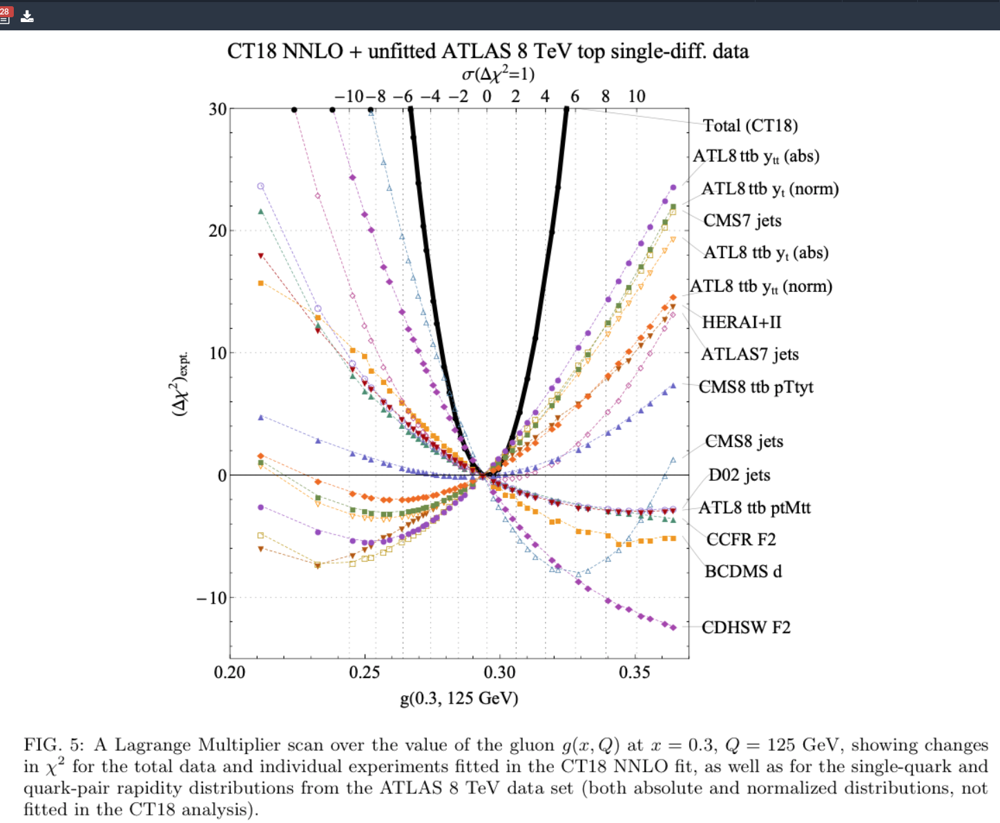 28
CT18 NNLO + unfitted ATLAS 8 TeV top single-diff. data
σ(Δχ²=1)
−10 −8 −6 −4 −2 0 2 4 6 8 10
30
20
10
0
−10
(Δχ²)expt.
Total (CT18)
ATL8 ttb ytt (abs)
ATL8 ttb yt (norm)
CMS7 jets
ATL8 ttb yt (abs)
ATL8 ttb ytt (norm)
HERAI+II
ATLAS7 jets
CMS8 ttb pTtyt
CMS8 jets
D02 jets
ATL8 ttb ptMtt
CCFR F2
BCDMS d
CDHSW F2
0.20 0.25 0.30 0.35
g(0.3, 125 GeV)
FIG. 5: A Lagrange Multiplier scan over the value of the gluon g(x, Q) at x = 0.3, Q = 125 GeV, showing changes
in χ² for the total data and individual experiments fitted in the CT18 NNLO fit, as well as for the single-quark and
quark-pair rapidity distributions from the ATLAS 8 TeV data set (both absolute and normalized distributions, not
fitted in the CT18 analysis).